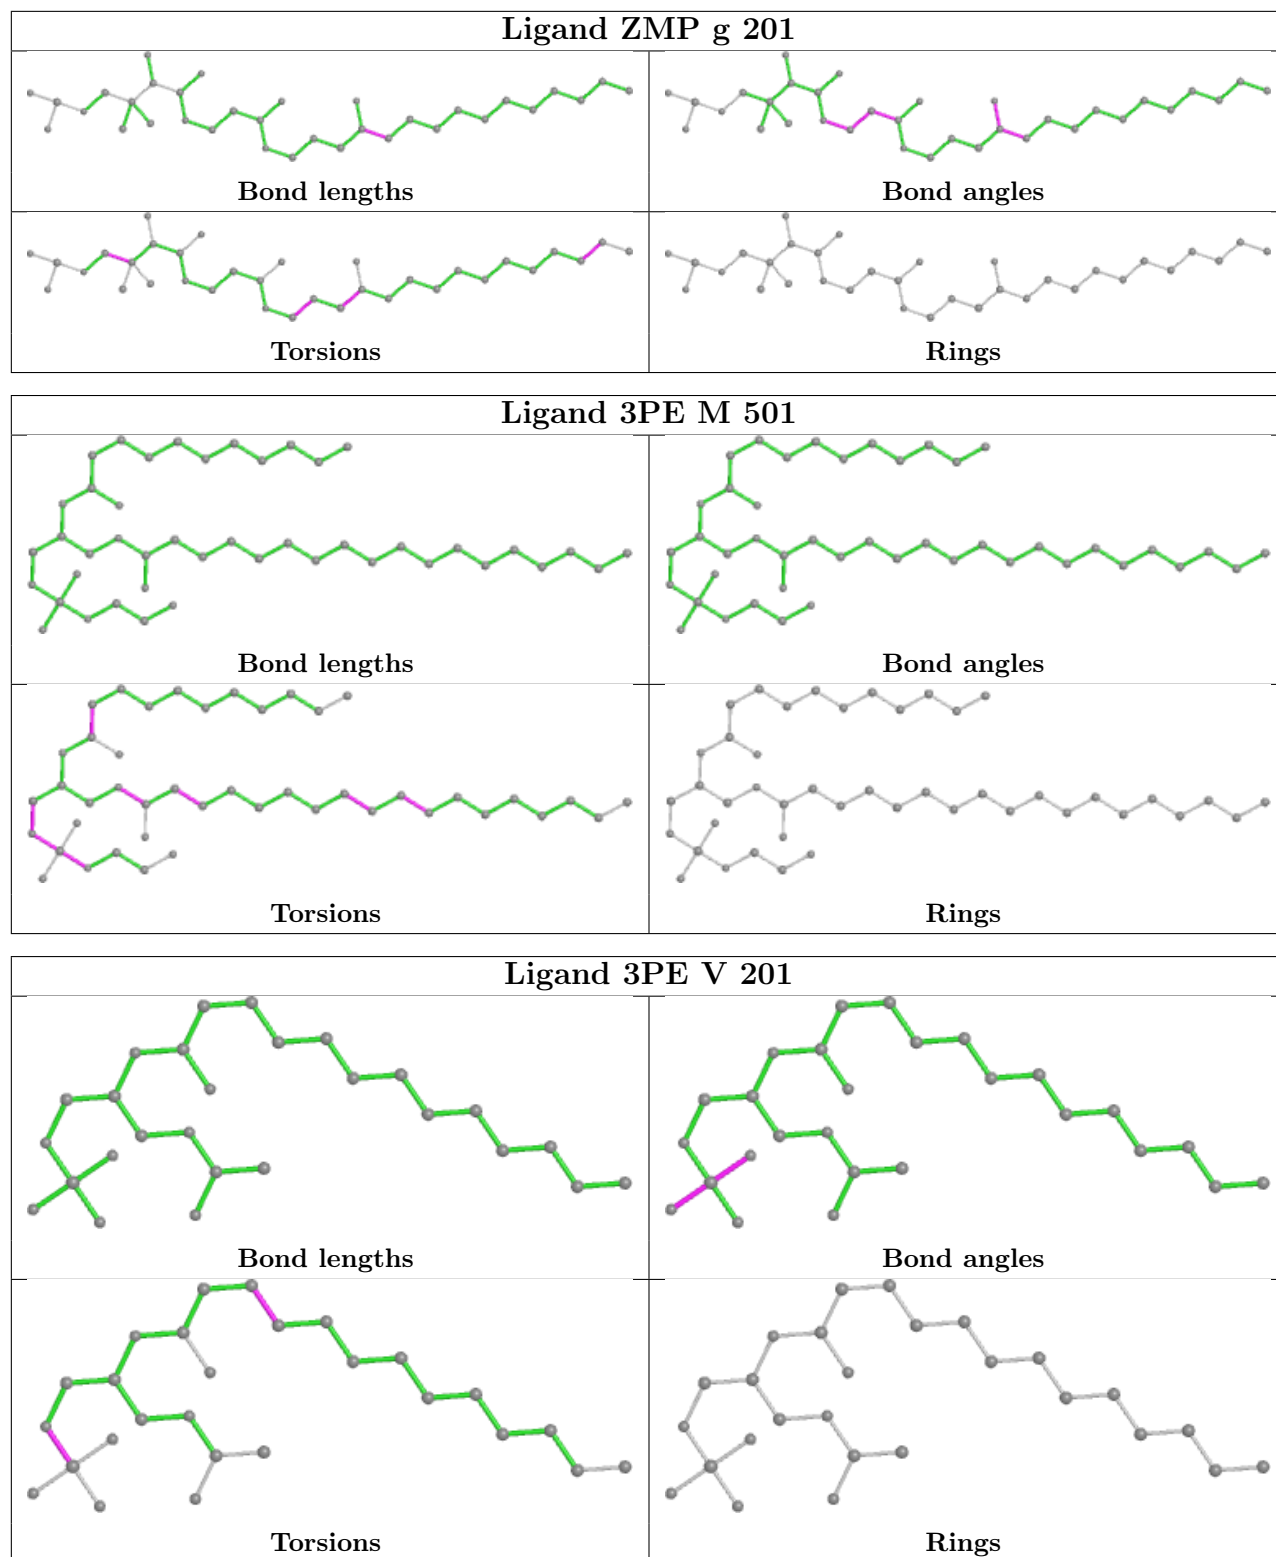 Ligand ZMP g 201
Bond lengths
Bond angles
Torsions
Rings
Ligand 3PE M 501
Bond lengths
Bond angles
Torsions
Rings
Ligand 3PE V 201
Bond lengths
Bond angles
Torsions
Rings